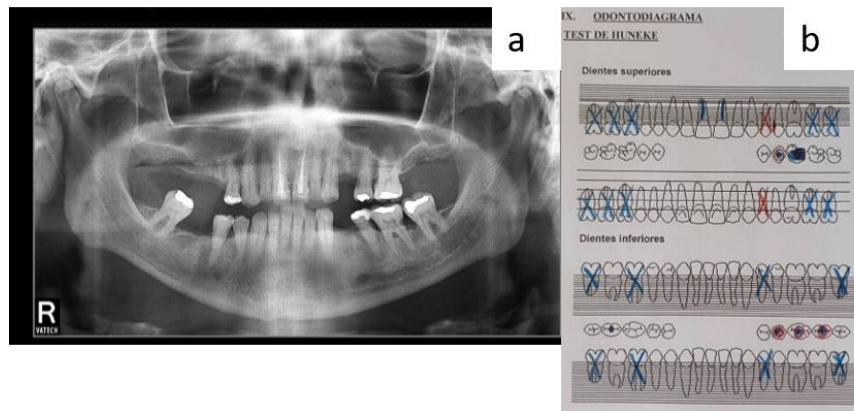 a
b
IX. ODONTODIAGRAMA
TEST DE HUNEKE
Dientes superiores
Dientes inferiores
R
VATECH